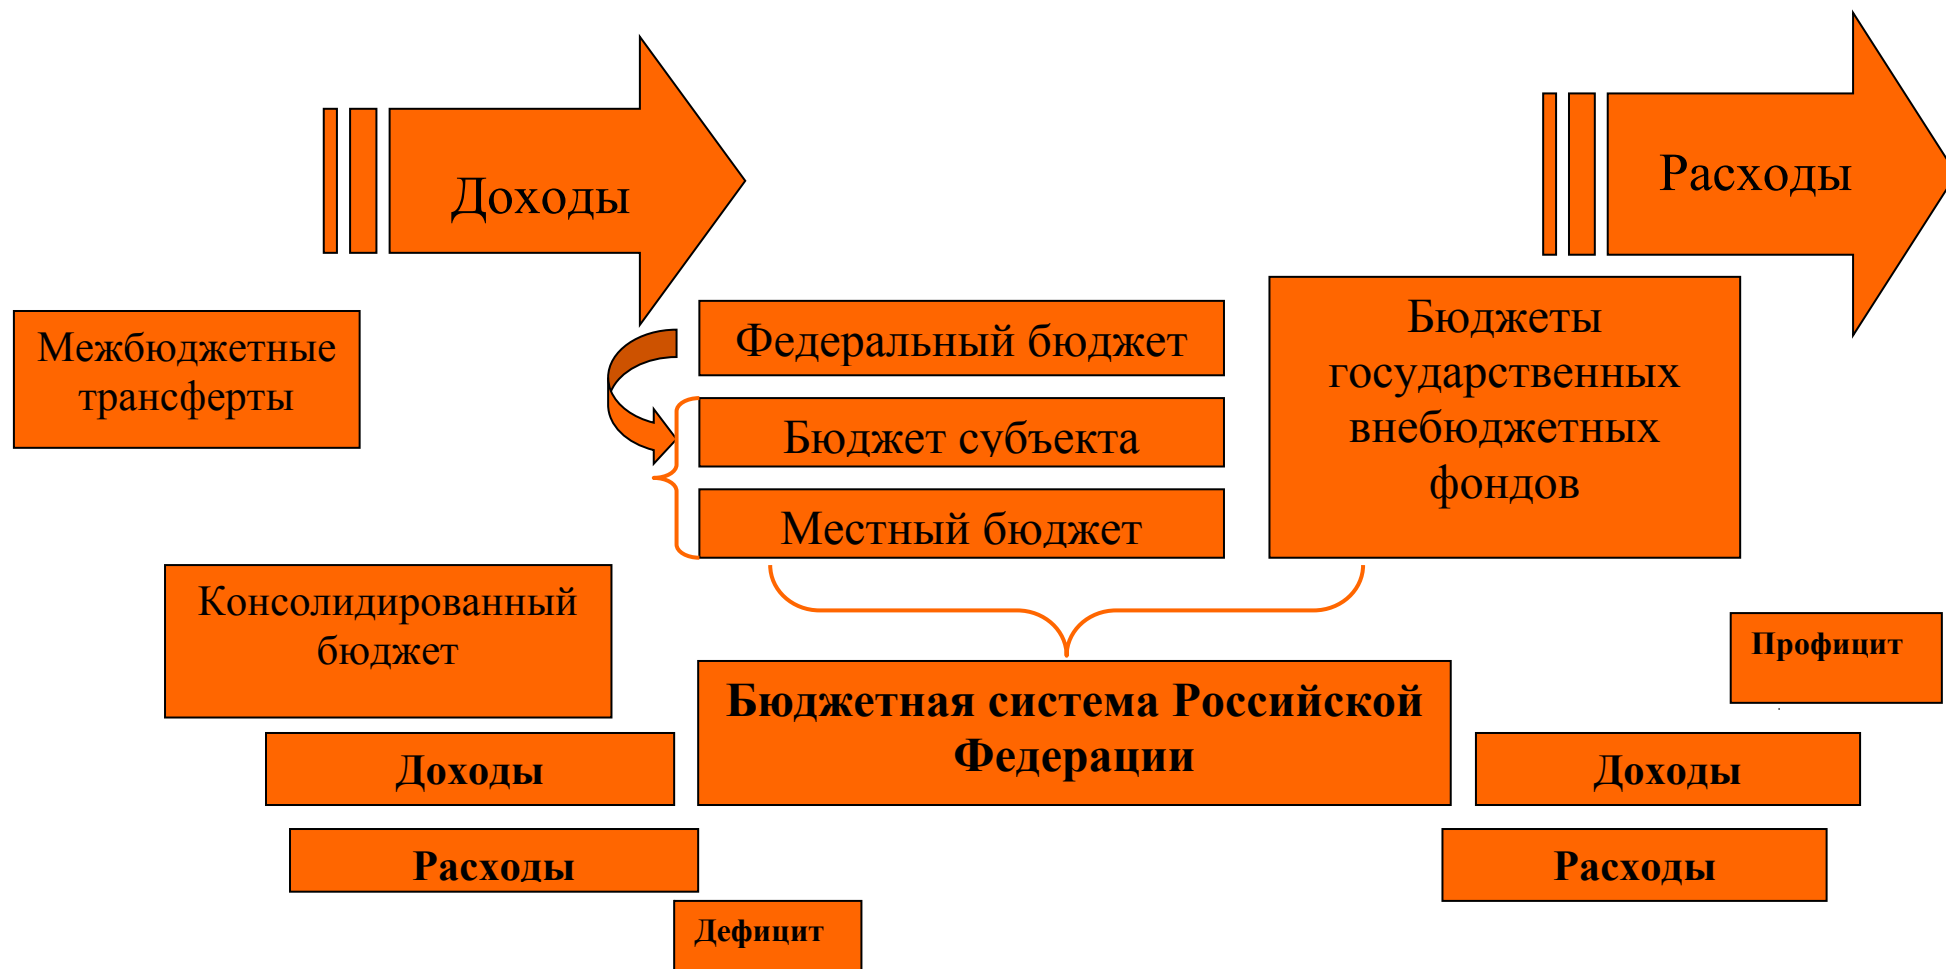 Доходы
Расходы
Межбюджетные
трансферты
Федеральный бюджет
Бюджет субъекта
Местный бюджет
Бюджеты
государственных
внебюджетных
фондов
Консолидированный
бюджет
Бюджетная система Российской
Федерации
Профицит
Доходы
Расходы
Дефицит
Доходы
Расходы